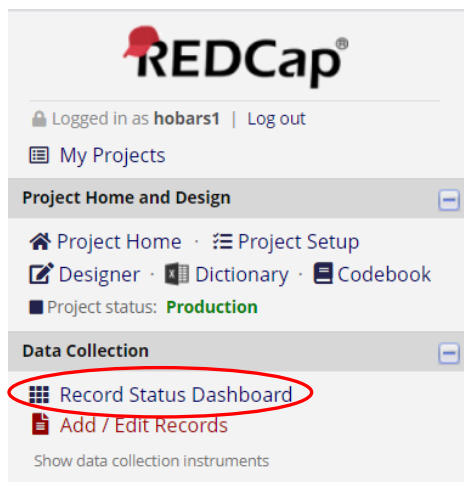 REDCap®
Logged in as hobars1 | Log out
My Projects
Project Home and Design
Project Home · Project Setup
Designer · Dictionary · Codebook
Project status: Production
Data Collection
Record Status Dashboard
Add / Edit Records
Show data collection instruments